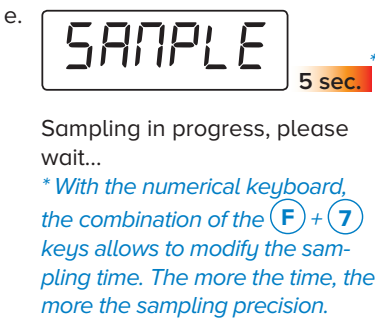 e.
SAMPLE
*
5 sec.
Sampling in progress, please
wait...
* With the numerical keyboard,
the combination of the F + 7
keys allows to modify the sam-
pling time. The more the time, the
more the sampling precision.